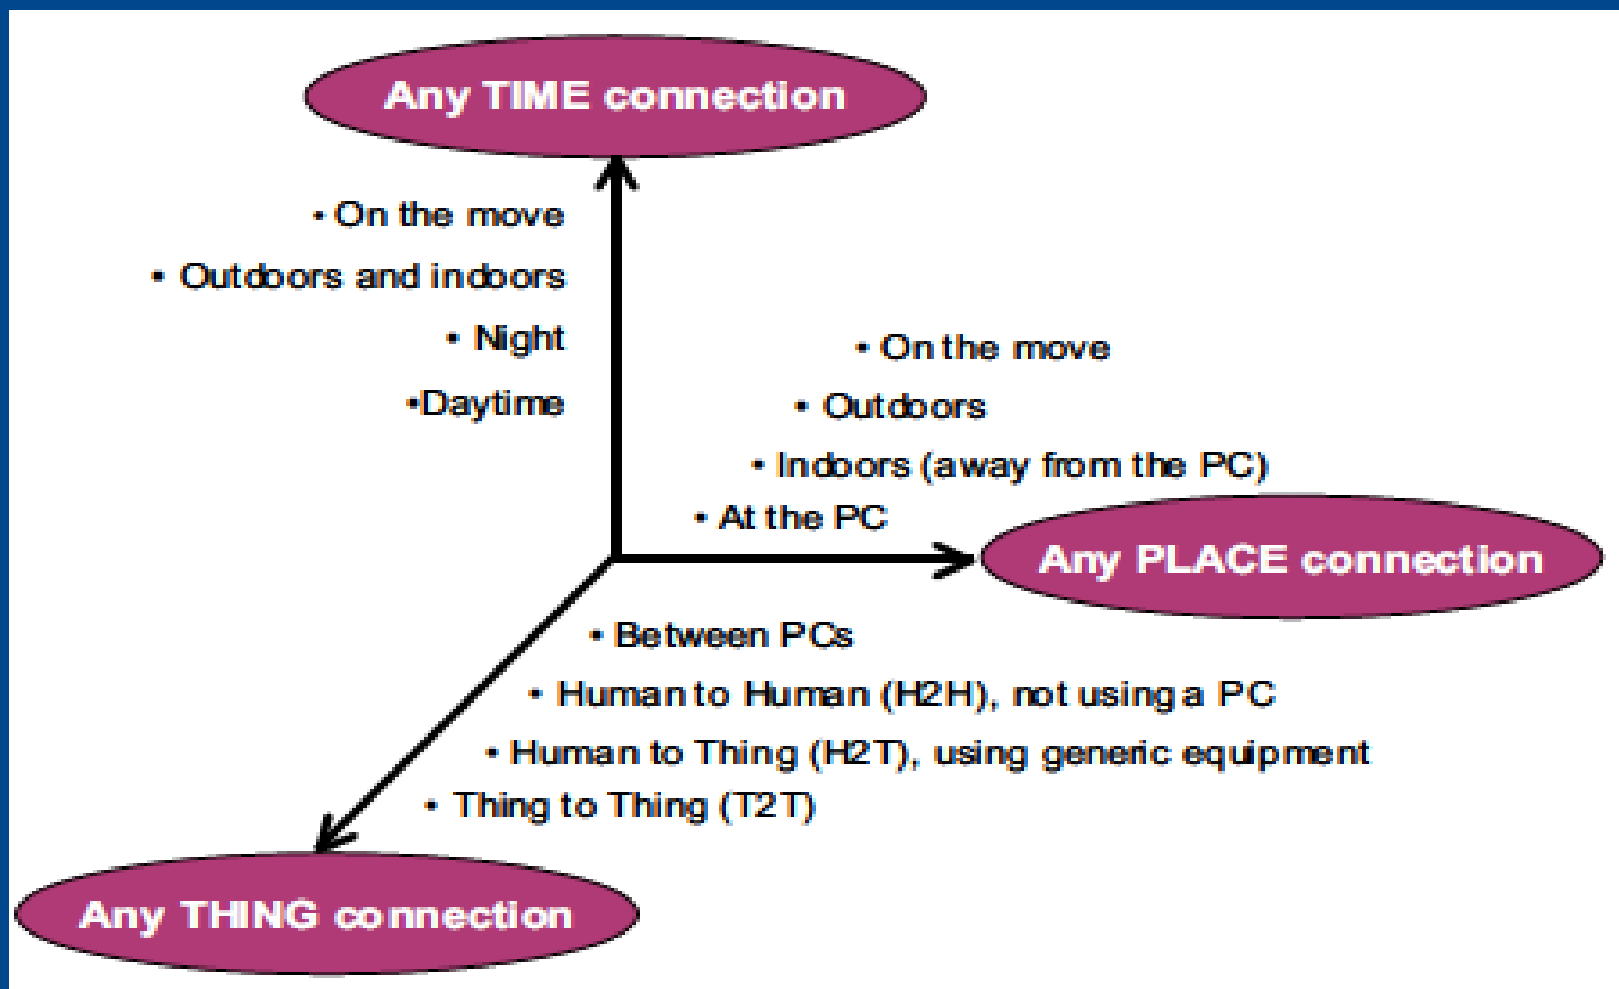 Any TIME connection
• On the move
• Outdoors and indoors
• Night
•Daytime
• On the move
• Outdoors
• Indoors (away from the PC)
• At the PC
Any PLACE connection
• Between PCs
• Human to Human (H2H), not using a PC
• Human to Thing (H2T), using generic equipment
• Thing to Thing (T2T)
Any THING connection